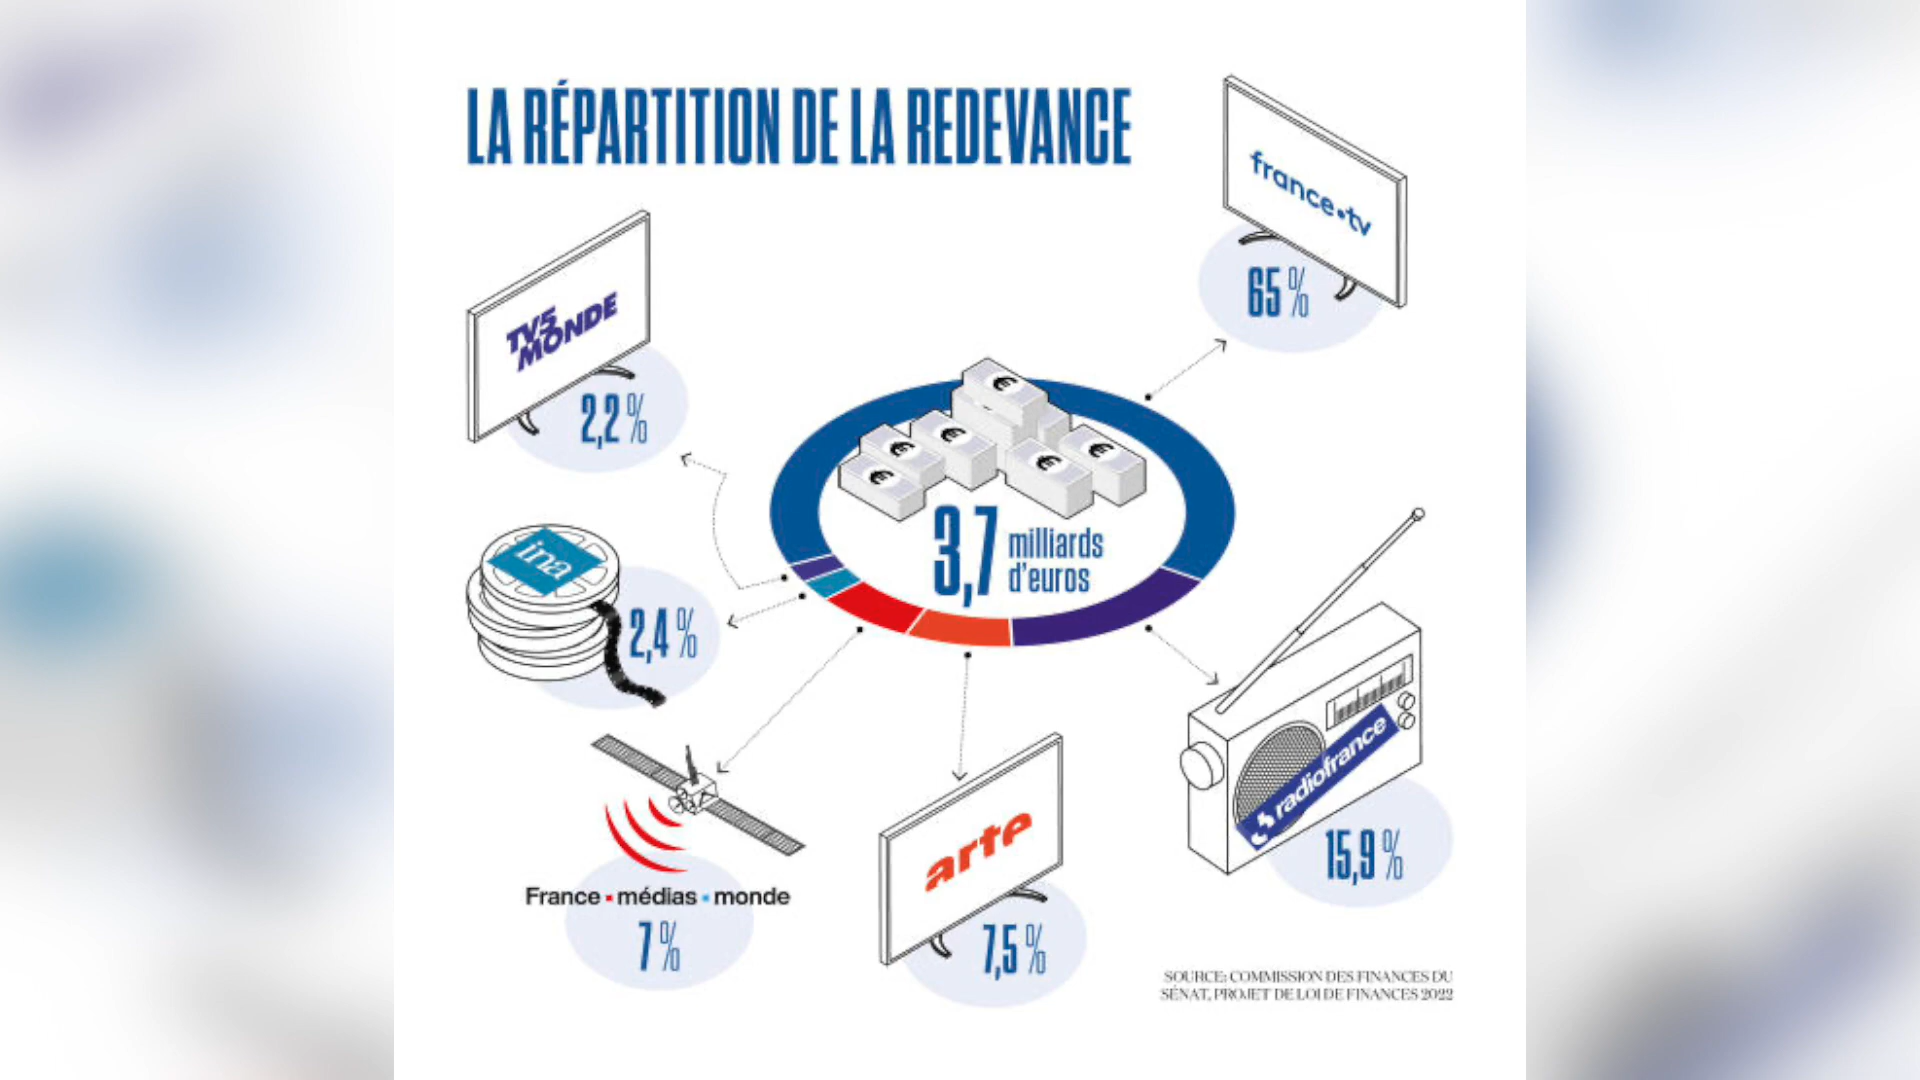 LA RÉPARTITION DE LA REDEVANCE
france•tv
65 %
TV5
MONDE
2,2 %
€
€
€
€
€
€
3,7 milliards
d'euros
ina
2,4 %
radiofrance
15,9 %
France • médias • monde
7 %
arte
7,5 %
SOURCE: COMMISSION DES FINANCES DU
SÉNAT, PROJET DE LOI DE FINANCES 2022